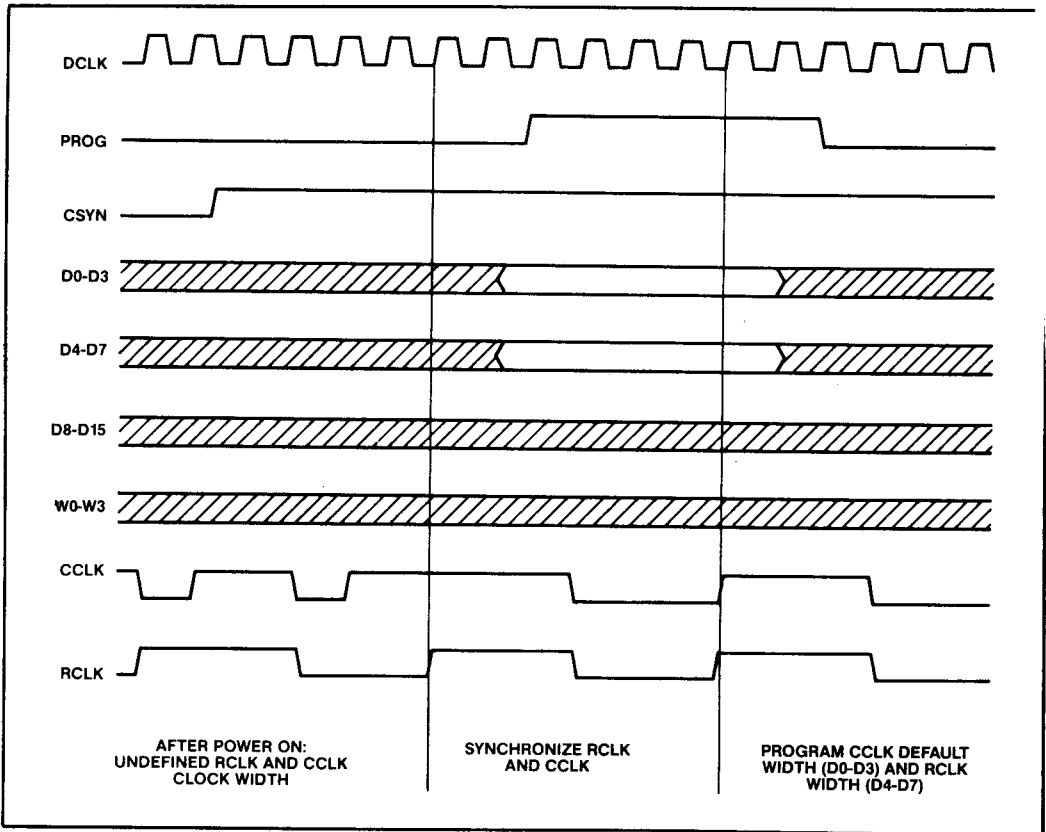 DCLK
PROG
CSYN
D0-D3
D4-D7
D8-D15
W0-W3
CCLK
RCLK
AFTER POWER ON:
UNDEFINED RCLK AND CCLK
CLOCK WIDTH
SYNCHRONIZE RCLK
AND CCLK
PROGRAM CCLK DEFAULT
WIDTH (D0-D3) AND RCLK
WIDTH (D4-D7)